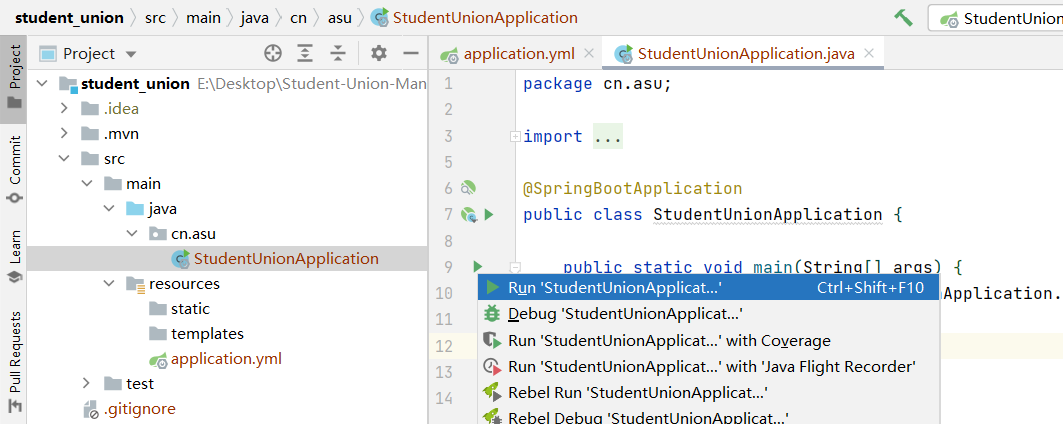 student_union src main java cn asu StudentUnionApplication
StudentUnion
Project
Commit
Learn
Pull Requests
Project
student_union E:\Desktop\Student-Union-Man
.idea
.mvn
src
main
java
cn.asu
StudentUnionApplication
resources
static
templates
application.yml
test
.gitignore
application.yml StudentUnionApplication.java
1 package cn.asu;
2
3 import ...
5
6 @SpringBootApplication
7 public class StudentUnionApplication {
8
9 public static void main(String[] args) {
10 nApplication.
11
12
13
14
Run 'StudentUnionApplicat...' Ctrl+Shift+F10
Debug 'StudentUnionApplicat...'
Run 'StudentUnionApplicat...' with Coverage
Run 'StudentUnionApplicat...' with 'Java Flight Recorder'
Rebel Run 'StudentUnionApplicat...'
Rebel Debug 'StudentUnionApplicat...'